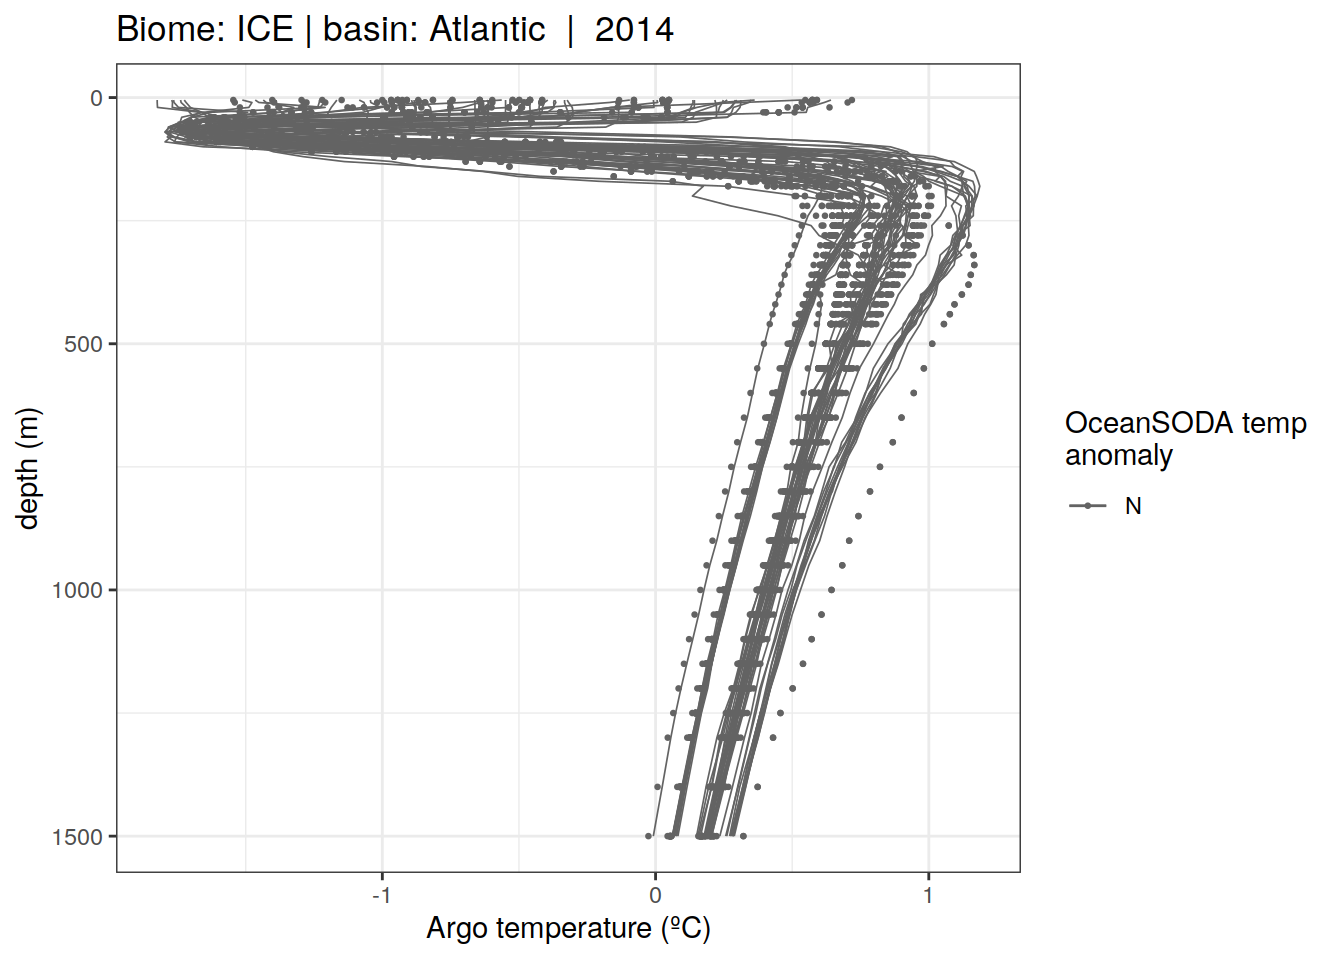 Biome: ICE | basin: Atlantic | 2014
0
500
1000
1500
depth (m)
-1
0
1
Argo temperature (ºC)
OceanSODA temp
anomaly
N